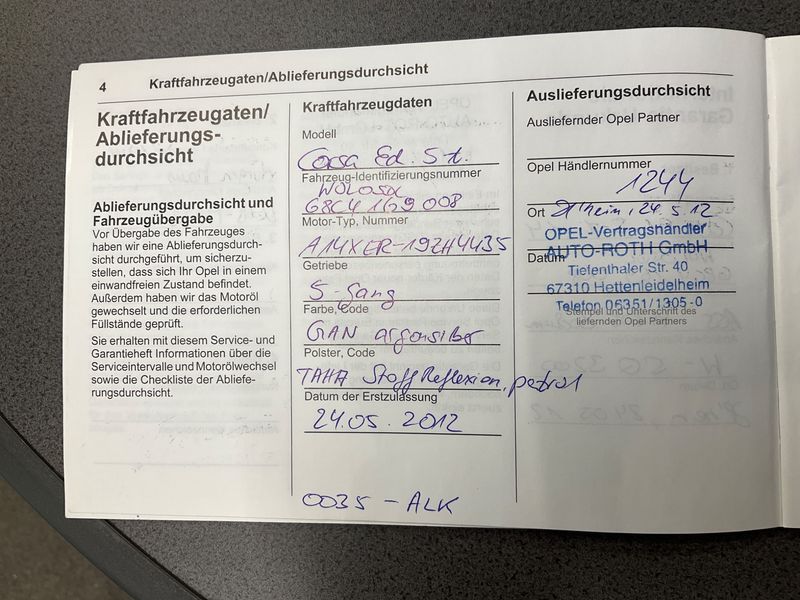 4 Kraftfahrzeugaten/Ablieferungsdurchsicht
Kraftfahrzeugaten/
Ablieferungs-
durchsicht
Ablieferungsdurchsicht und
Fahrzeugübergabe
Vor Übergabe des Fahrzeuges
haben wir eine Ablieferungsdurch-
sicht durchgeführt, um sicherzu-
stellen, dass sich Ihr Opel in einem
einwandfreien Zustand befindet.
Außerdem haben wir das Motoröl
gewechselt und die erforderlichen
Füllstände geprüft.
Sie erhalten mit diesem Service- und
Garantieheft Informationen über die
Serviceintervalle und Motorölwechsel
sowie die Checkliste der Abliefe-
rungsdurchsicht.
Kraftfahrzeugdaten
Modell
Corsa Ed. 5 t.
Fahrzeug-Identifizierungsnummer
W0L0SDX
G8C4 169 008
Motor-Typ, Nummer
A14XER-19ZH4435
Getriebe
5-Gang
Farbe, Code
GAN argonsilber
Polster, Code
TAHA Stoff Reflexion, petrol
Datum der Erstzulassung
24.05.2012
0035 - ALK
Auslieferungsdurchsicht
Ausliefernder Opel Partner
Opel Händlernummer
1244
Ort 24.5.12
OPEL-Vertragshändler
AUTO-ROTH GmbH
Datum
Tiefenthaler Str. 40
67310 Hettenleidelheim
Telefon 06351/1305-0
Stempel und Unterschrift des
liefernden Opel Partners